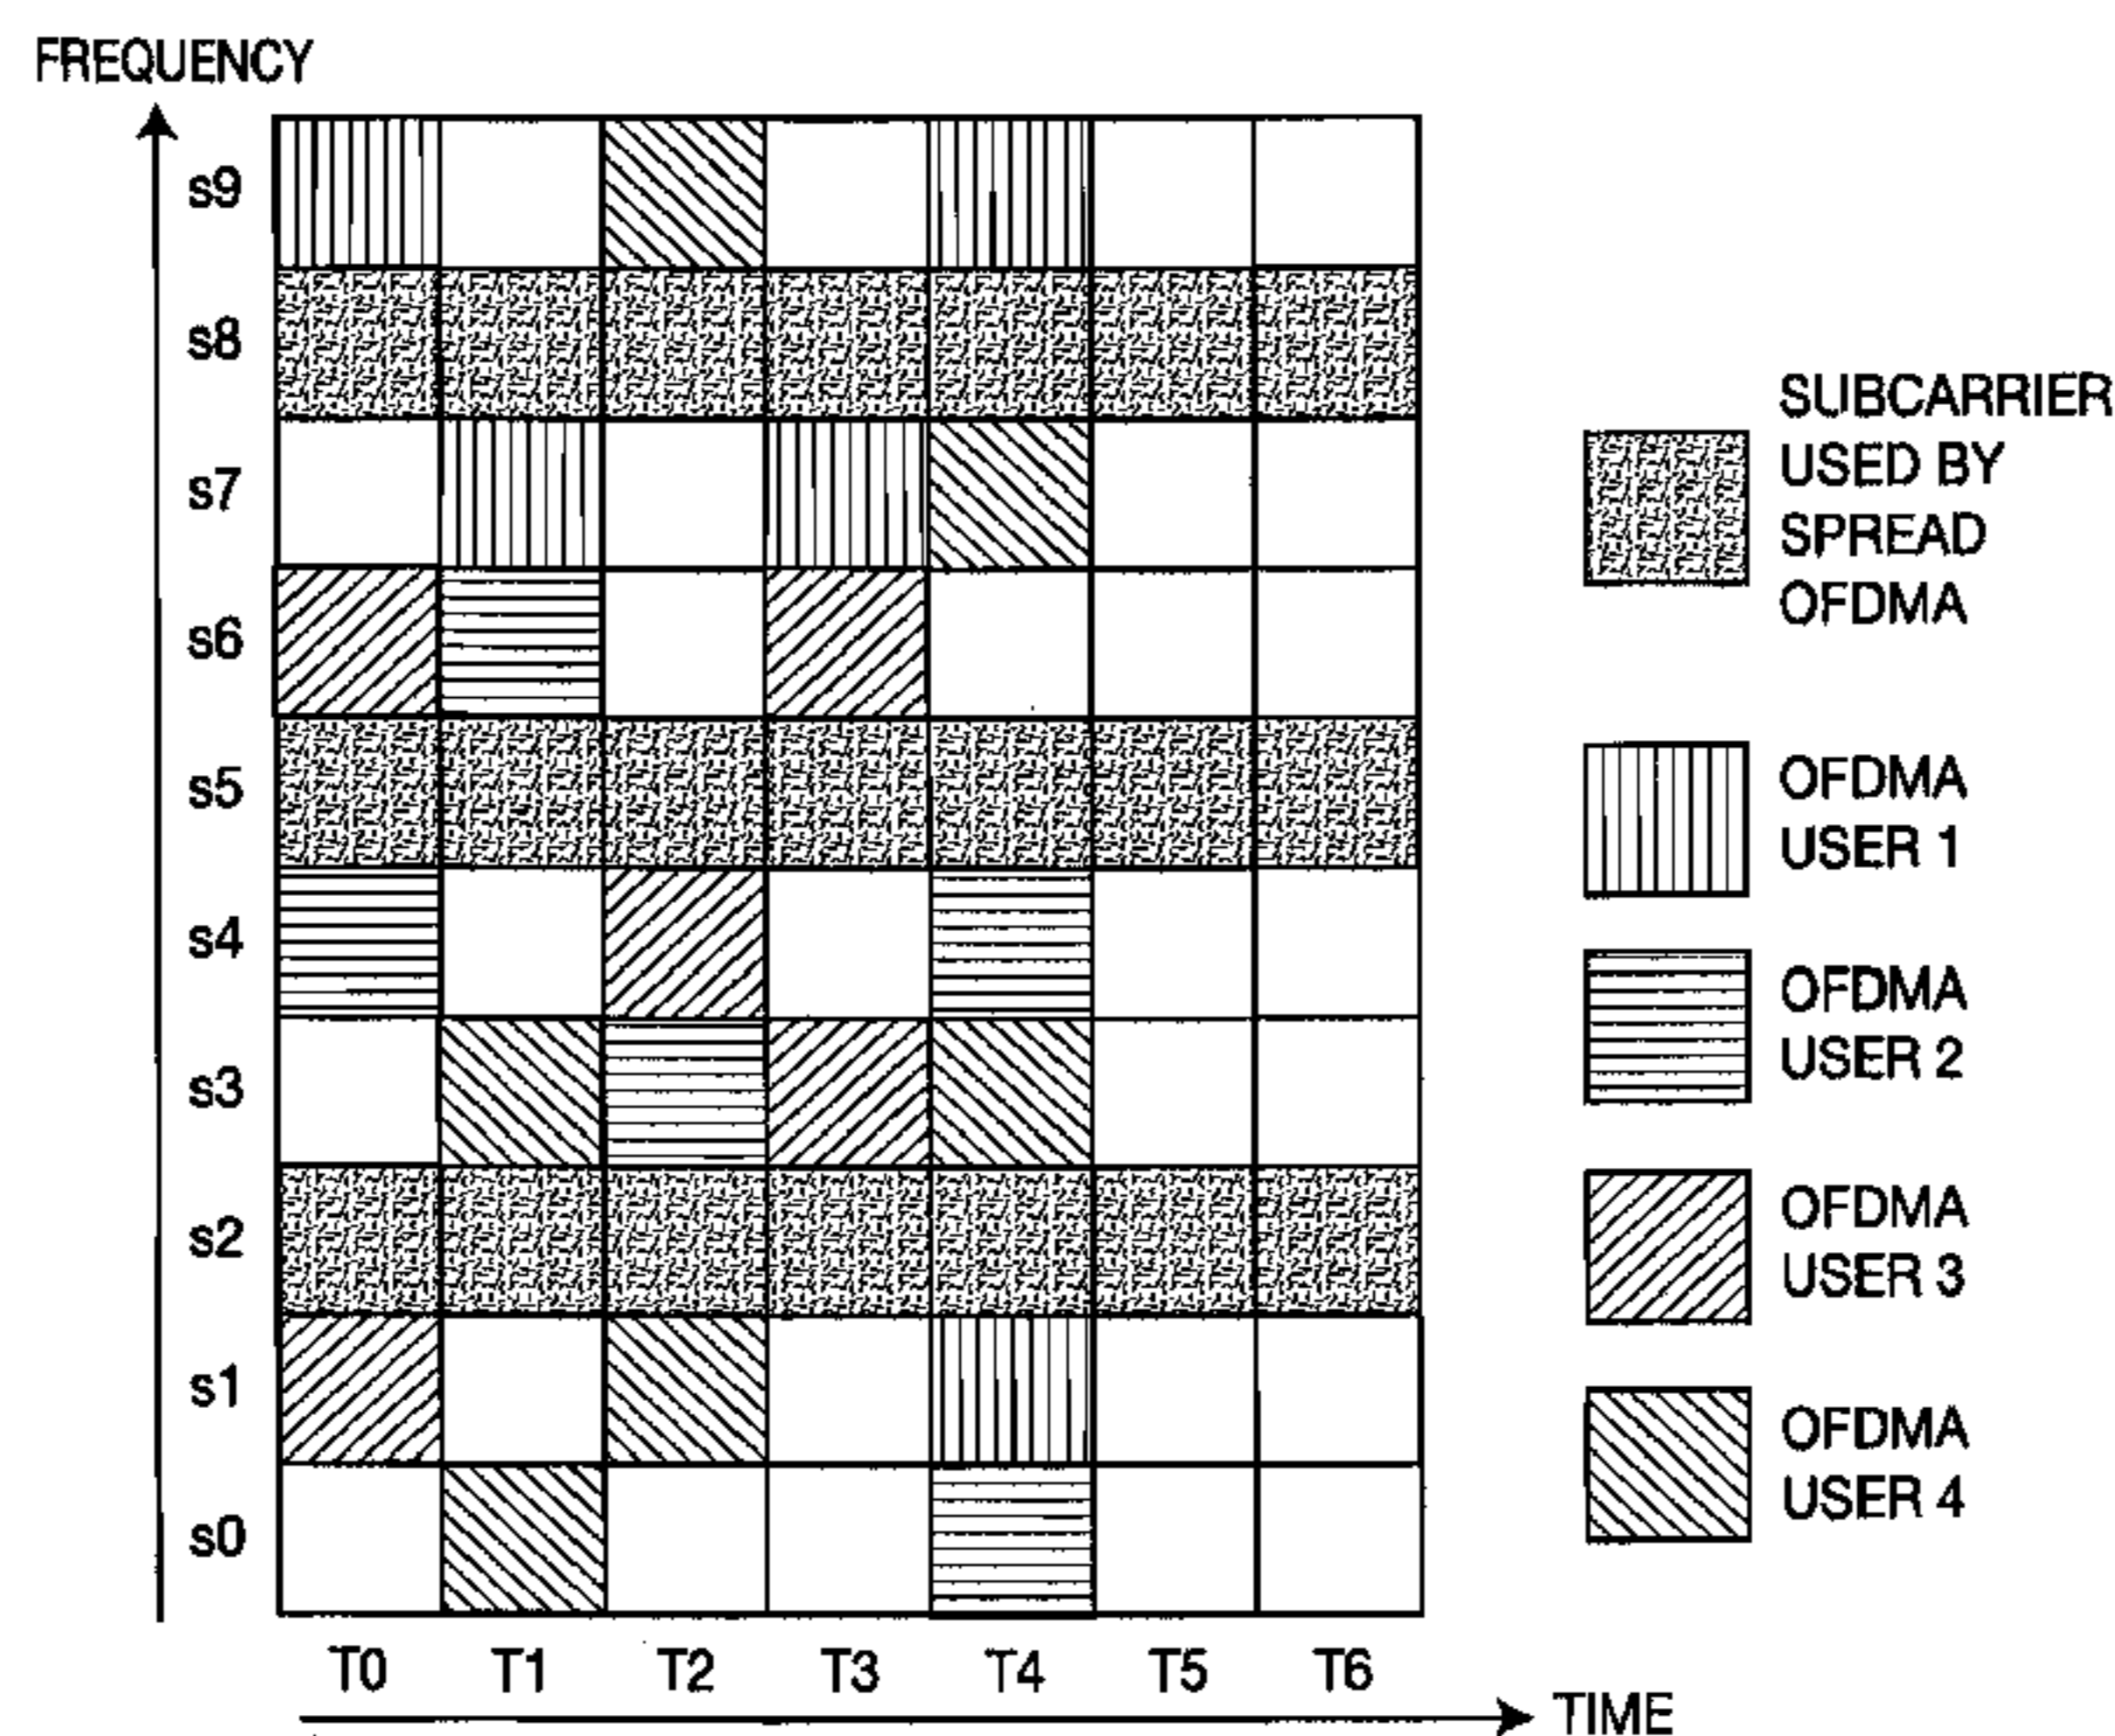 FREQUENCY
s9
s8
s7
s6
s5
s4
s3
s2
s1
s0
T0 T1 T2 T3 T4 T5 T6
TIME
SUBCARRIER
USED BY
SPREAD
OFDMA
OFDMA
USER 1
OFDMA
USER 2
OFDMA
USER 3
OFDMA
USER 4